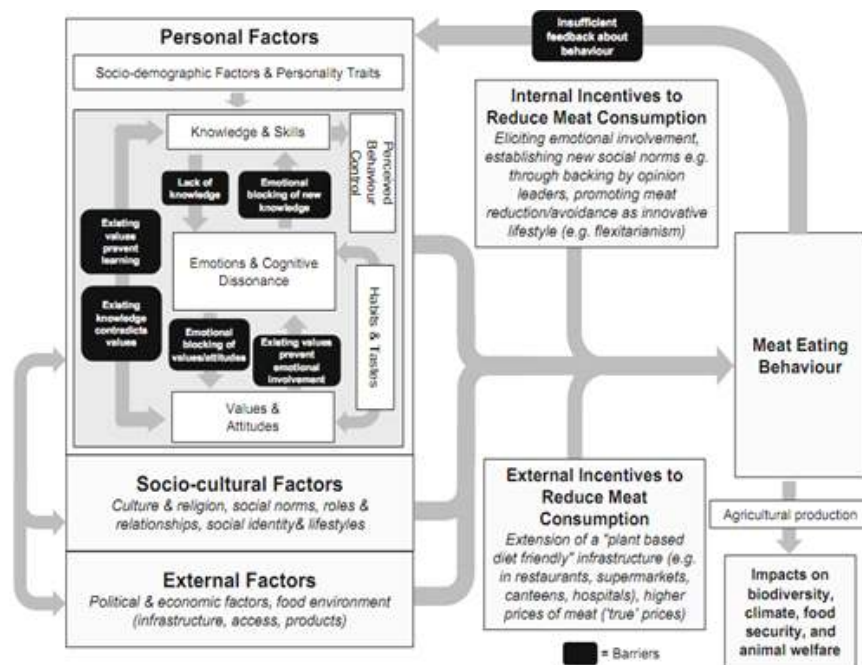 Insufficient
feedback about
behaviour
Personal Factors
Socio-demographic Factors & Personality Traits
Knowledge & Skills
Perceived
Behaviour
Control
Lack of
knowledge
Emotional
blocking of new
knowledge
Existing
values
prevent
learning
Emotions & Cognitive
Dissonance
Habits & Tastes
Existing
knowledge
contradicts
values
Emotional
blocking of
values/attitudes
Existing values
prevent
emotional
involvement
Values &
Attitudes
Socio-cultural Factors
Culture & religion, social norms, roles &
relationships, social identity& lifestyles
External Factors
Political & economic factors, food environment
(infrastructure, access, products)
Internal Incentives to
Reduce Meat Consumption
Eliciting emotional involvement,
establishing new social norms e.g.
through backing by opinion
leaders, promoting meat
reduction/avoidance as innovative
lifestyle (e.g. flexitarianism)
External Incentives to
Reduce Meat
Consumption
Extension of a "plant based
diet friendly" infrastructure (e.g.
in restaurants, supermarkets,
canteens, hospitals), higher
prices of meat ('true' prices)
= Barriers
Meat Eating
Behaviour
Agricultural production
Impacts on
biodiversity,
climate, food
security, and
animal welfare